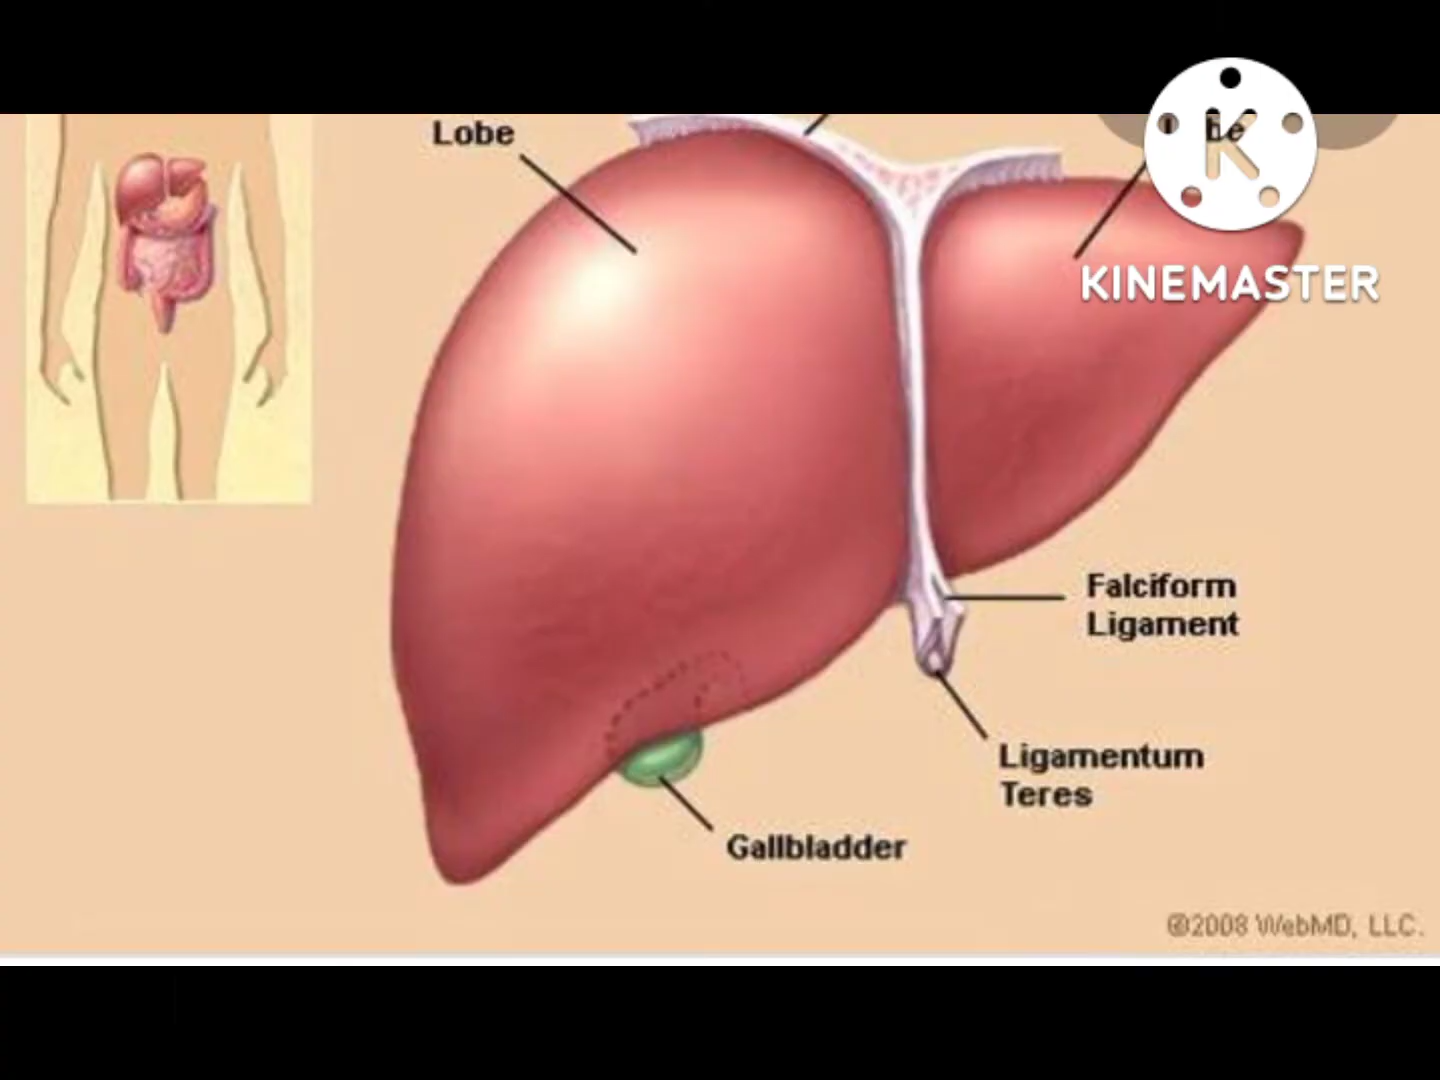 Lobe
KINEMASTER
Falciform
Ligament
Ligamentum
Teres
Gallbladder
©2008 WebMD, LLC.